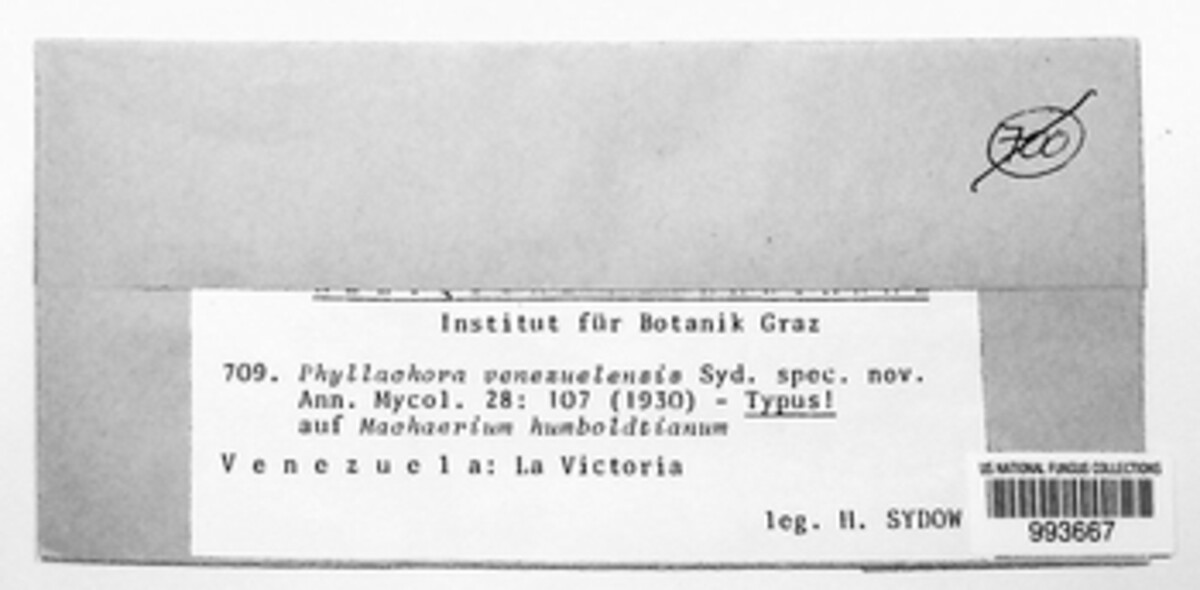 700
Institut für Botanik Graz
709. Phyllachora venezuelensis Syd. spec. nov.
Ann. Mycol. 28: 107 (1930) - Typus!
auf Machaerium humboldtianum
Venezuela: La Victoria
leg. H. SYDOW
US NATIONAL FUNGUS COLLECTIONS
993667